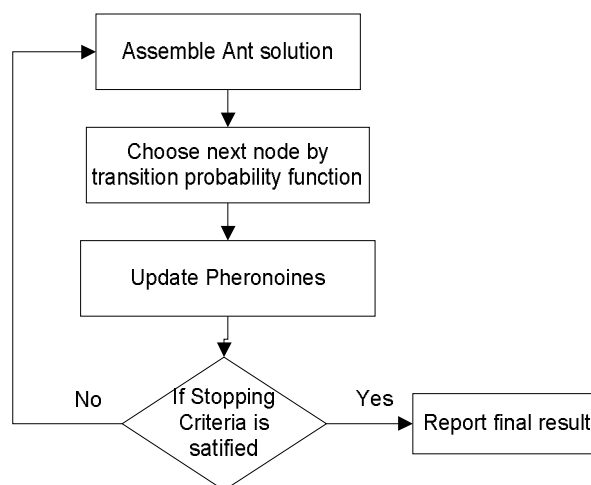 Assemble Ant solution
Choose next node by
transition probability function
Update Pheronoines
If Stopping
Criteria is
satified
No
Yes
Report final result